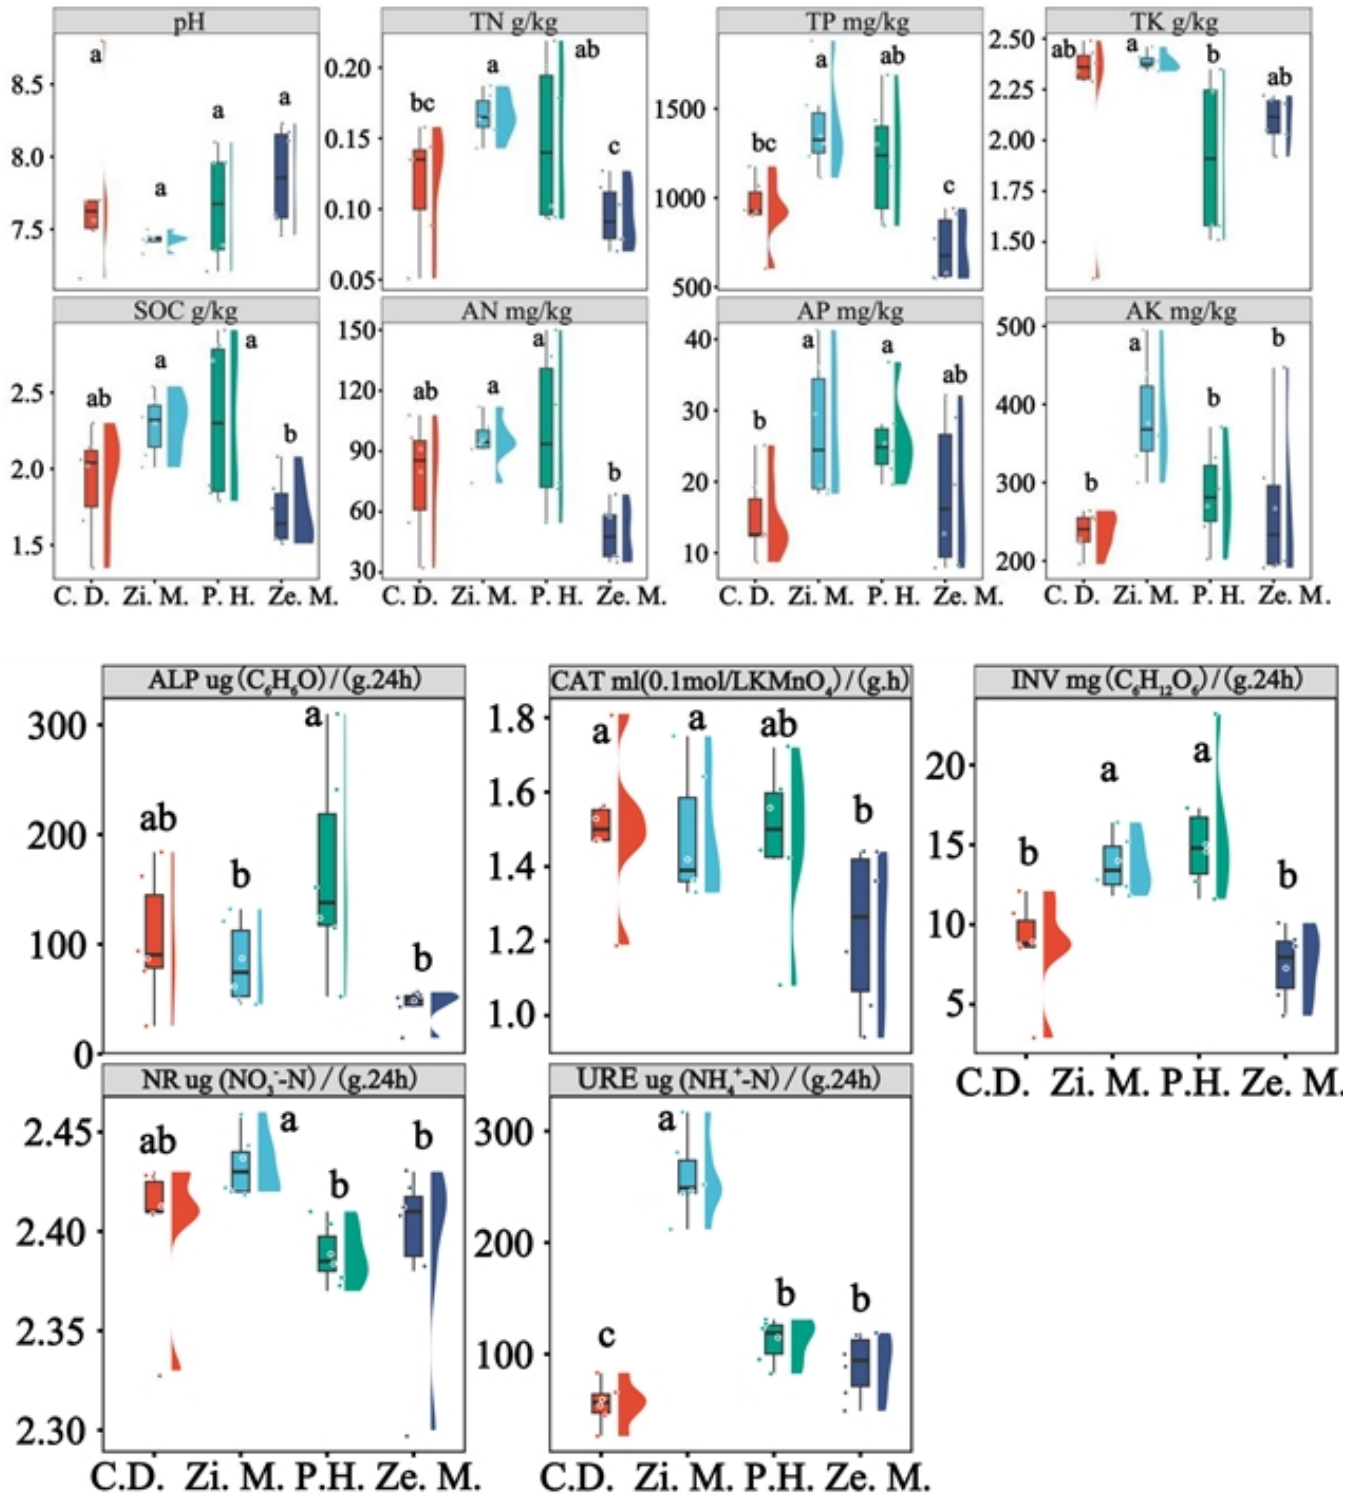 pH TN g/kg TP mg/kg TK g/kg
8.5 8.0 7.5 a a a a
0.20 0.15 0.10 0.05 bc a ab c
1500 1000 500 bc a ab c
2.50 2.25 2.00 1.75 1.50 ab a b ab
SOC g/kg AN mg/kg AP mg/kg AK mg/kg
2.5 2.0 1.5 ab a a b
150 120 90 60 30 ab a a b
40 30 20 10 b a a ab
500 400 300 200 b a b b
C. D. Zi. M. P. H. Ze. M. C. D. Zi. M. P. H. Ze. M. C. D. Zi. M. P. H. Ze. M. C. D. Zi. M. P. H. Ze. M.
ALP ug (C₆H₆O)/(g.24h) CAT ml(0.1mol/LKMnO₄)/(g.h) INV mg (C₆H₁₂O₆)/(g.24h)
300 200 100 0 ab b a b
1.8 1.6 1.4 1.2 1.0 a a ab b
20 15 10 5 b a a b
C.D. Zi. M. P.H. Ze. M.
NR ug (NO₃⁻-N)/(g.24h) URE ug (NH₄⁺-N)/(g.24h)
2.45 2.40 2.35 2.30 ab a b b
300 200 100 c a b b
C.D. Zi. M. P.H. Ze. M. C.D. Zi. M. P.H. Ze. M.